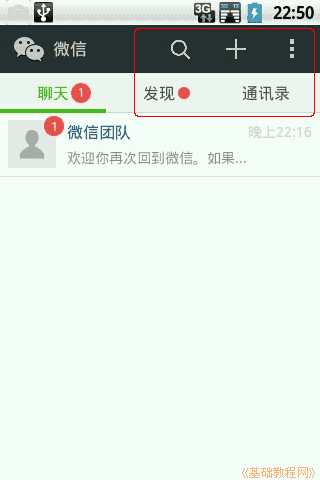 3G 22:50
微信
聊天 1 发现 通讯录
1 微信团队 晚上22:16
欢迎你再次回到微信。如果...
《基础教程网》